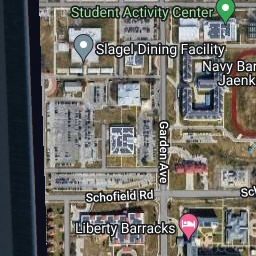 Student Activity Center
Slagel Dining Facility
Navy Bar
Jaenk
Garden Ave
Schofield Rd
Sc
Liberty Barracks